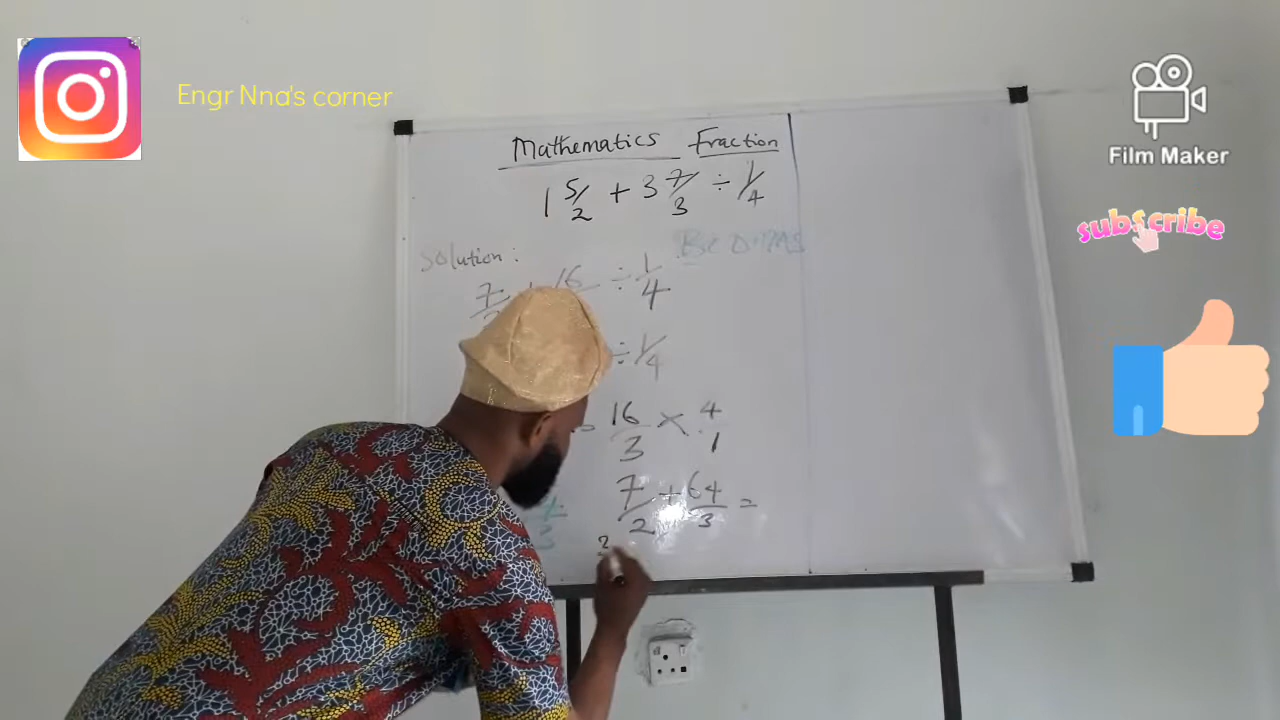 Engr Nna's corner
Film Maker
subscribe
Mathematics Fraction
1 5/2 + 3 7/3 ÷ 1/4
Solution :
7/2 + 16 ÷ 1/4
÷ 1/4
= 16/3 × 4/1
7/2 + 64/3 =